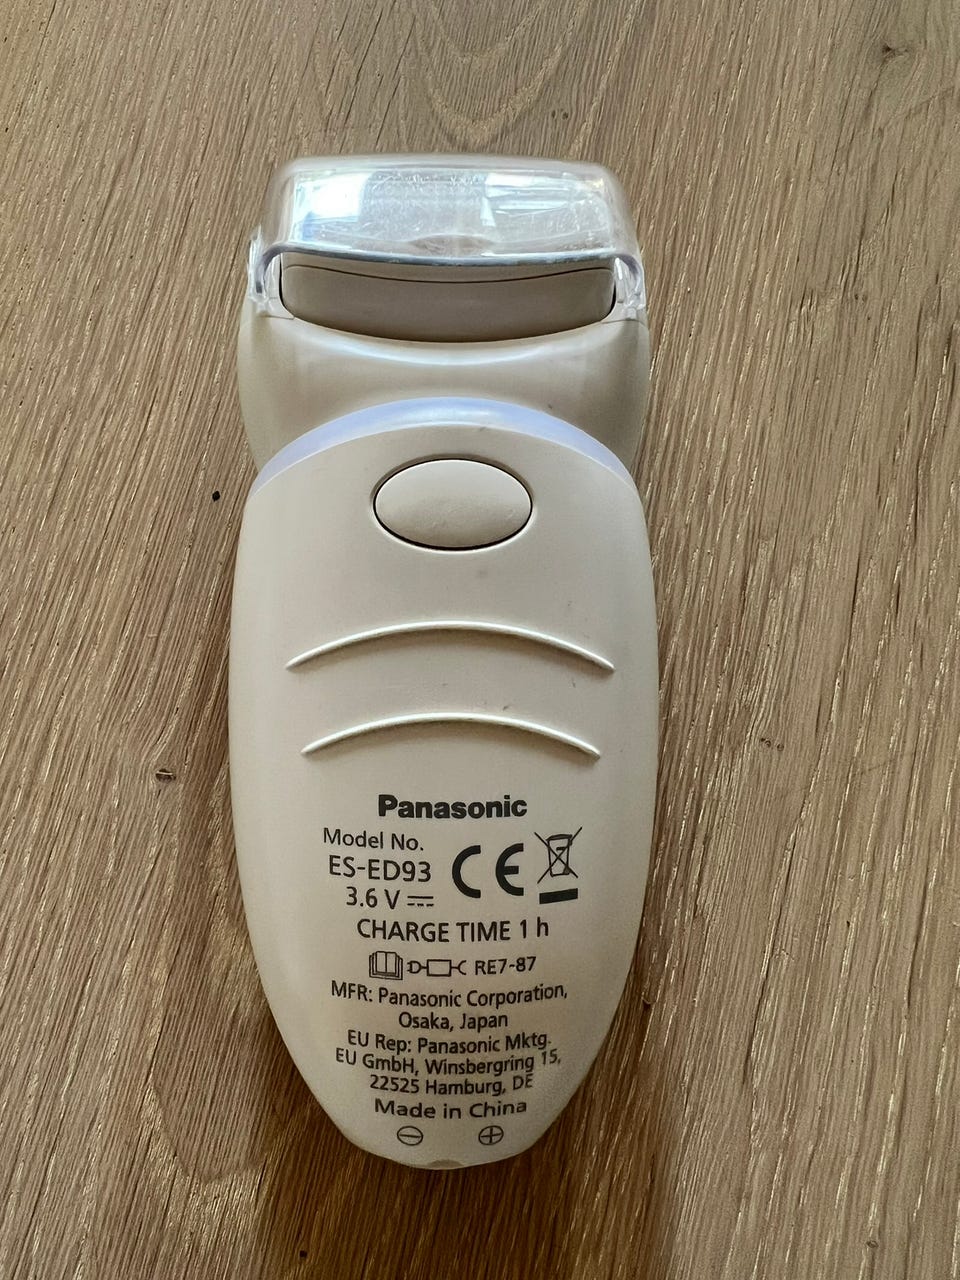 Panasonic
Model No.
ES-ED93
3.6 V
CE
CHARGE TIME 1 h
RE7-87
MFR: Panasonic Corporation,
Osaka, Japan
EU Rep: Panasonic Mktg.
EU GmbH, Winsbergring 15,
22525 Hamburg, DE
Made in China